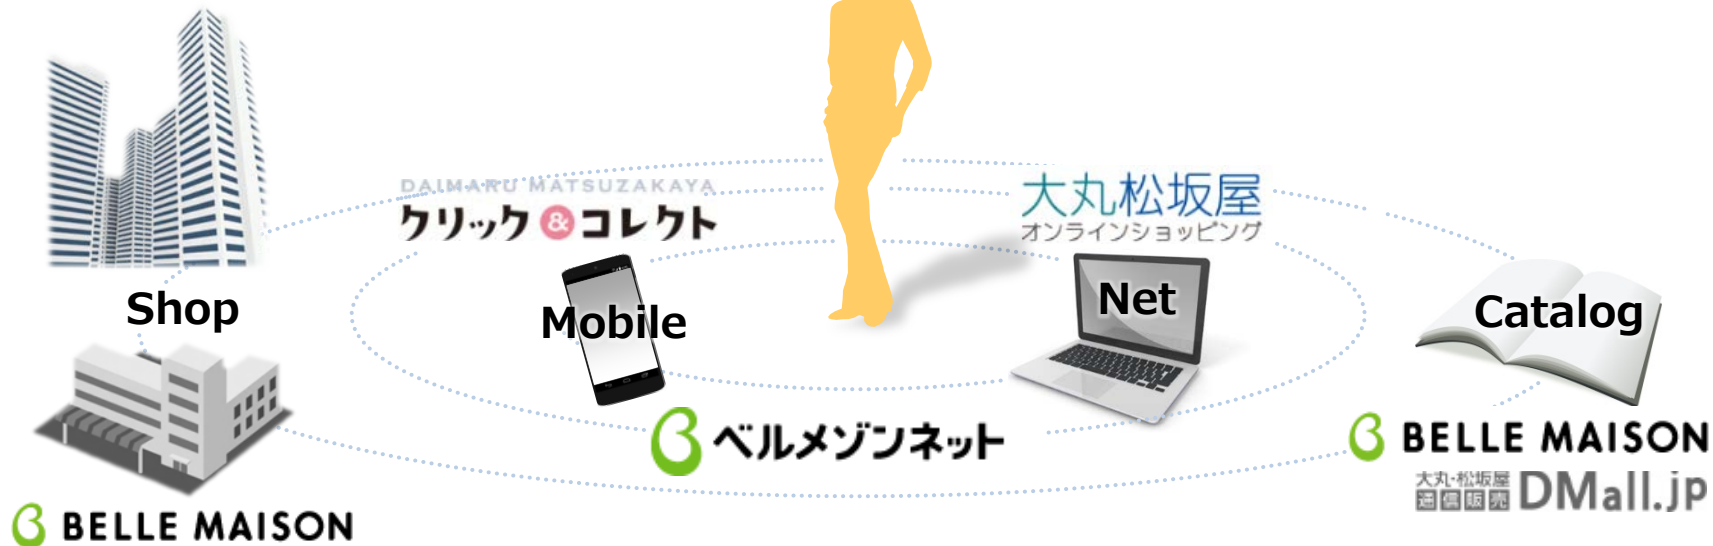 DAIMARU MATSUZAKAYA
クリック&コレクト
大丸松坂屋
オンラインショッピング
Shop
Mobile
Net
Catalog
ベルメゾンネット
BELLE MAISON
大丸・松坂屋
通信販売 DMall.jp
BELLE MAISON